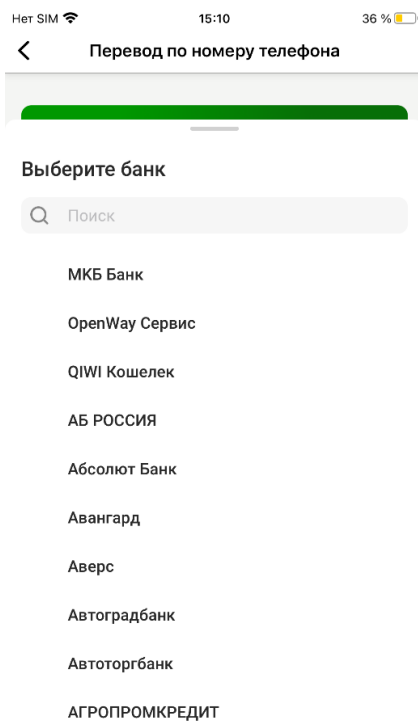 Нет SIM 15:10 36 %
Перевод по номеру телефона
Выберите банк
Поиск
МКБ Банк
OpenWay Сервис
QIWI Кошелек
АБ РОССИЯ
Абсолют Банк
Авангард
Аверс
Автоградбанк
Автоторгбанк
АГРОПРОМКРЕДИТ